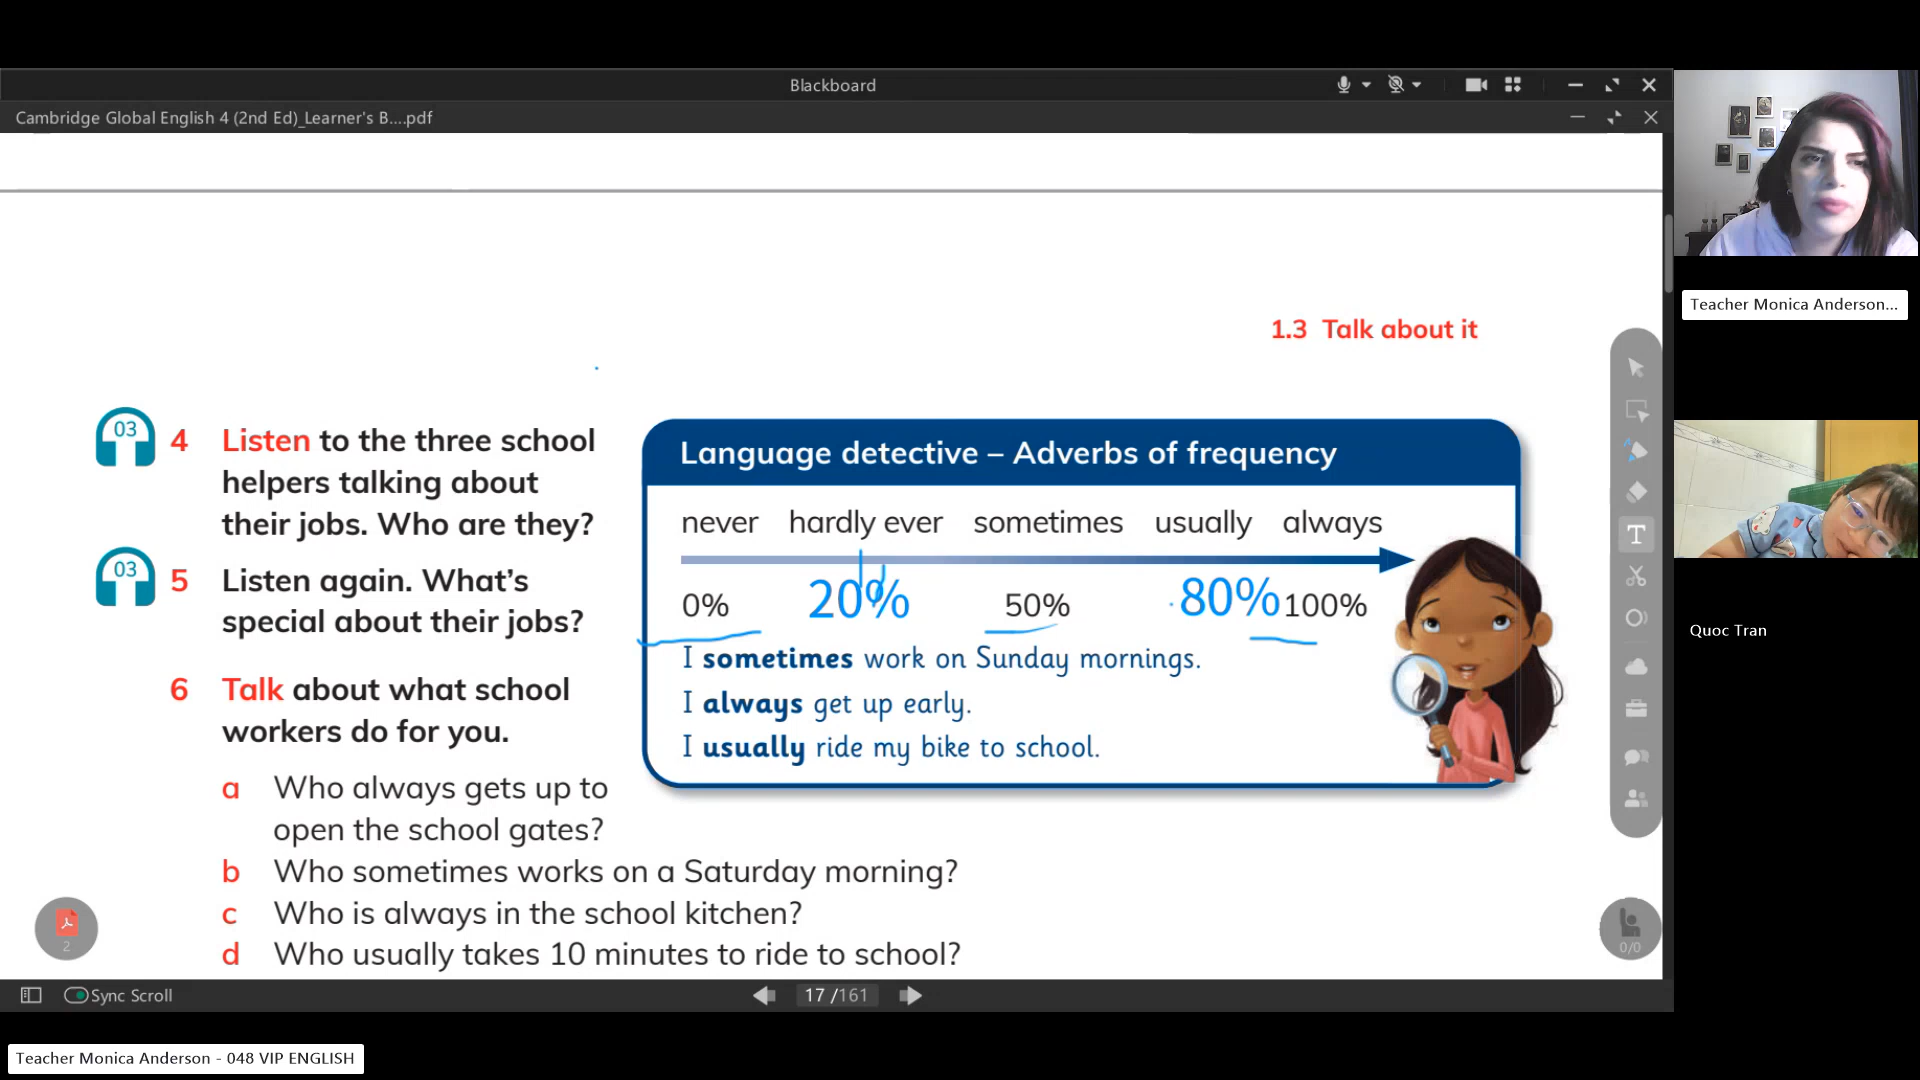 Blackboard
Cambridge Global English 4 (2nd Ed)_Learner's B....pdf
Teacher Monica Anderson...
1.3 Talk about it
03 4 Listen to the three school
helpers talking about
their jobs. Who are they?
03 5 Listen again. What's
special about their jobs?
6 Talk about what school
workers do for you.
a Who always gets up to
open the school gates?
b Who sometimes works on a Saturday morning?
c Who is always in the school kitchen?
d Who usually takes 10 minutes to ride to school?
Language detective – Adverbs of frequency
never hardly ever sometimes usually always
0% 20% 50% 80% 100%
I sometimes work on Sunday mornings.
I always get up early.
I usually ride my bike to school.
T
Quoc Tran
2
0/0
Sync Scroll
17 /161
Teacher Monica Anderson - 048 VIP ENGLISH